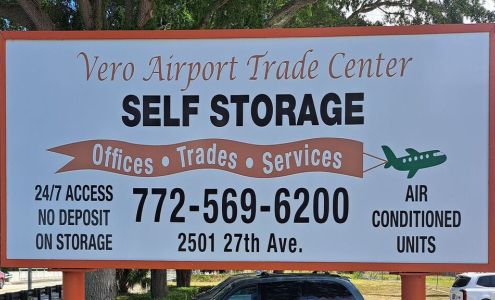 Vero Airport Trade Center
SELF STORAGE
Offices • Trades • Services
24/7 ACCESS
NO DEPOSIT
ON STORAGE
772-569-6200
2501 27th Ave.
AIR
CONDITIONED
UNITS